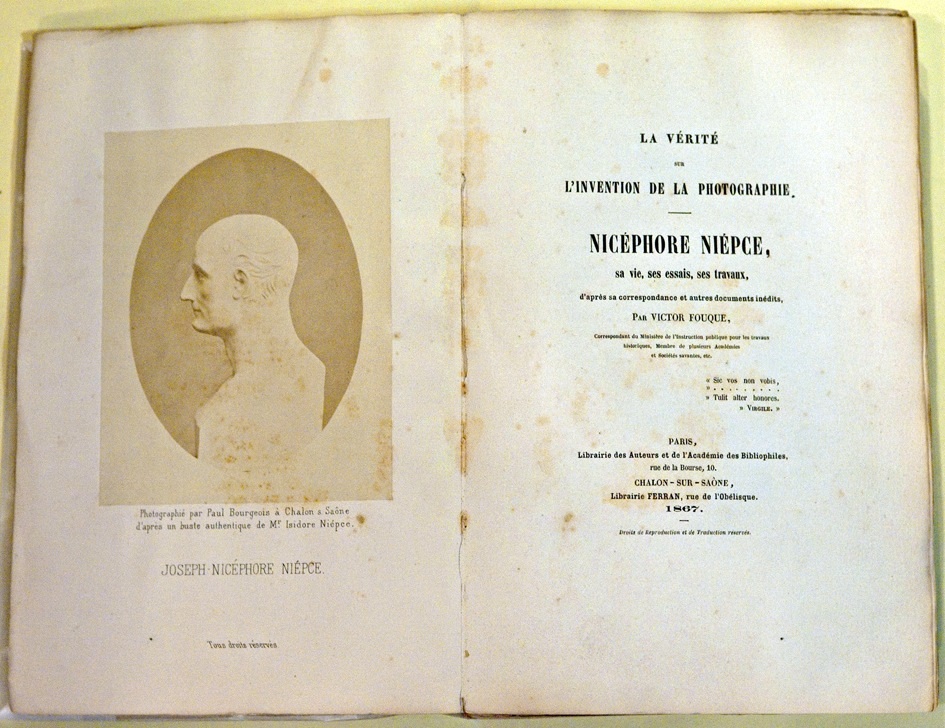 Photographié par Paul Bourgeois à Chalon s Saône
d'après un buste authentique de Mr Isidore Niépce.
JOSEPH-NICÉPHORE NIÉPCE.
Tous droits réservés
LA VÉRITÉ
SUR
L'INVENTION DE LA PHOTOGRAPHIE.
NICÉPHORE NIÉPCE,
sa vie, ses essais, ses travaux,
d'après sa correspondance et autres documents inédits,
PAR VICTOR FOUQUE,
Correspondant du Ministère de l'Instruction publique pour les travaux
historiques, Membre de plusieurs Académies
et Sociétés savantes, etc.
« Sic vos non vobis,
» . . . . . . . .
» Tulit alter honores.
» VIRGILE. »
PARIS,
Librairie des Auteurs et de l'Académie des Bibliophiles,
rue de la Bourse, 10.
CHALON-SUR-SAÔNE,
Librairie FERRAN, rue de l'Obélisque.
1867.
Droits de Reproduction et de Traduction réservés.